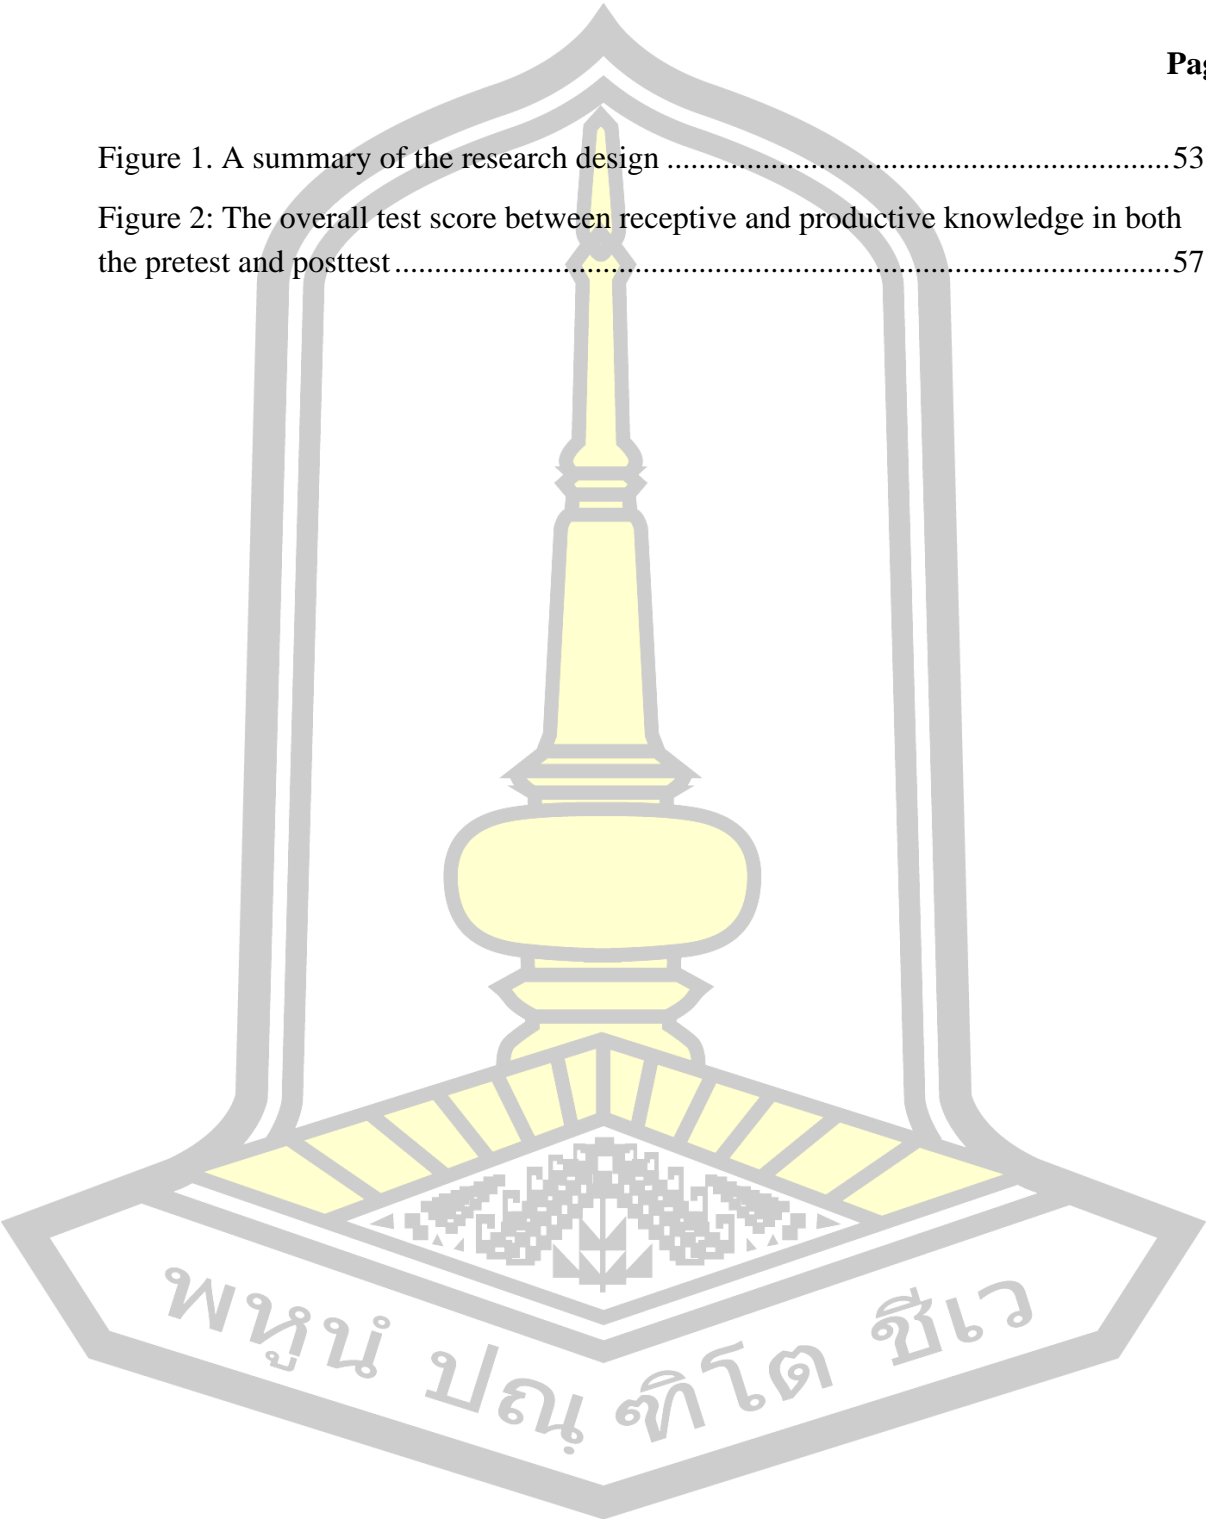 Pag
Figure 1. A summary of the research design ................................................................53
Figure 2: The overall test score between receptive and productive knowledge in both
the pretest and posttest ................................................................................................57
พหูนํ ปณฺฑิโต ชีเว